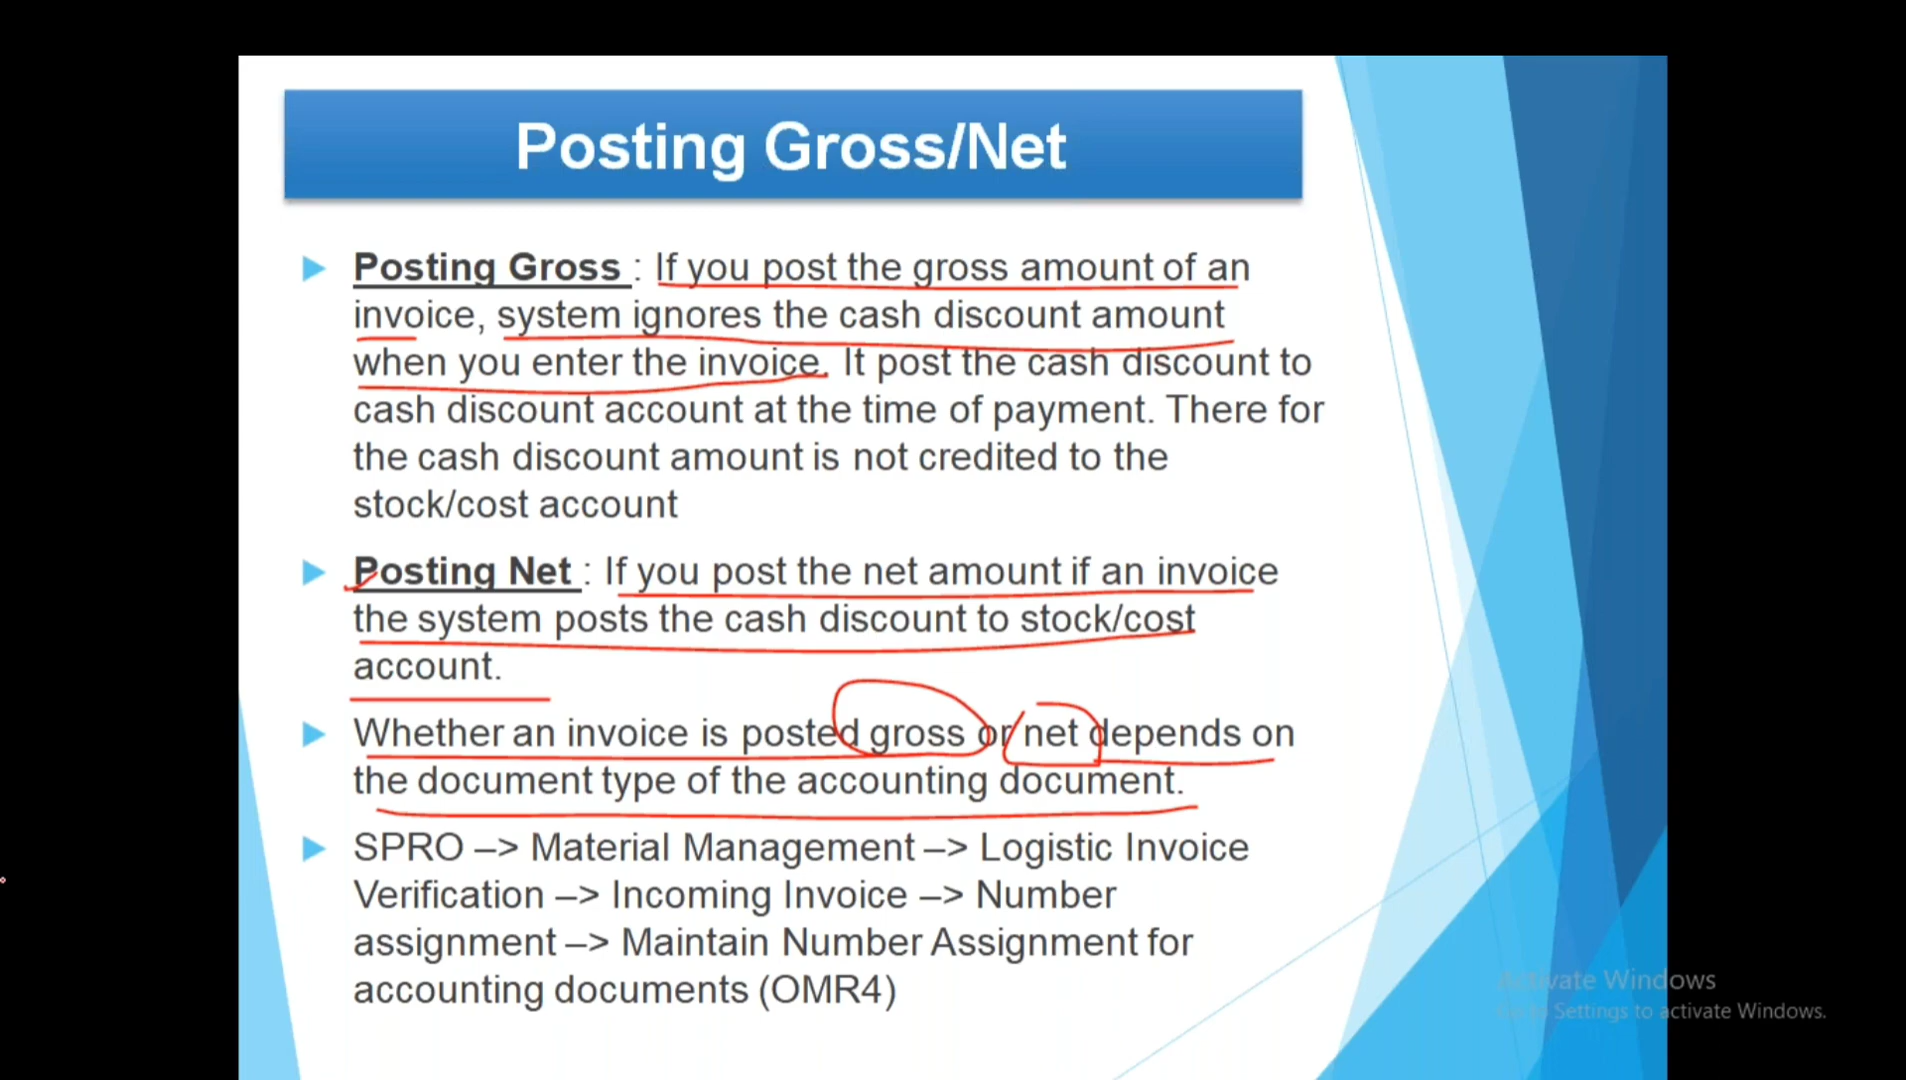 Posting Gross/Net
Posting Gross : If you post the gross amount of an
invoice, system ignores the cash discount amount
when you enter the invoice. It post the cash discount to
cash discount account at the time of payment. There for
the cash discount amount is not credited to the
stock/cost account
Posting Net : If you post the net amount if an invoice
the system posts the cash discount to stock/cost
account.
Whether an invoice is posted gross or net depends on
the document type of the accounting document.
SPRO –> Material Management –> Logistic Invoice
Verification –> Incoming Invoice –> Number
assignment –> Maintain Number Assignment for
accounting documents (OMR4)
Activate Windows
Go to Settings to activate Windows.